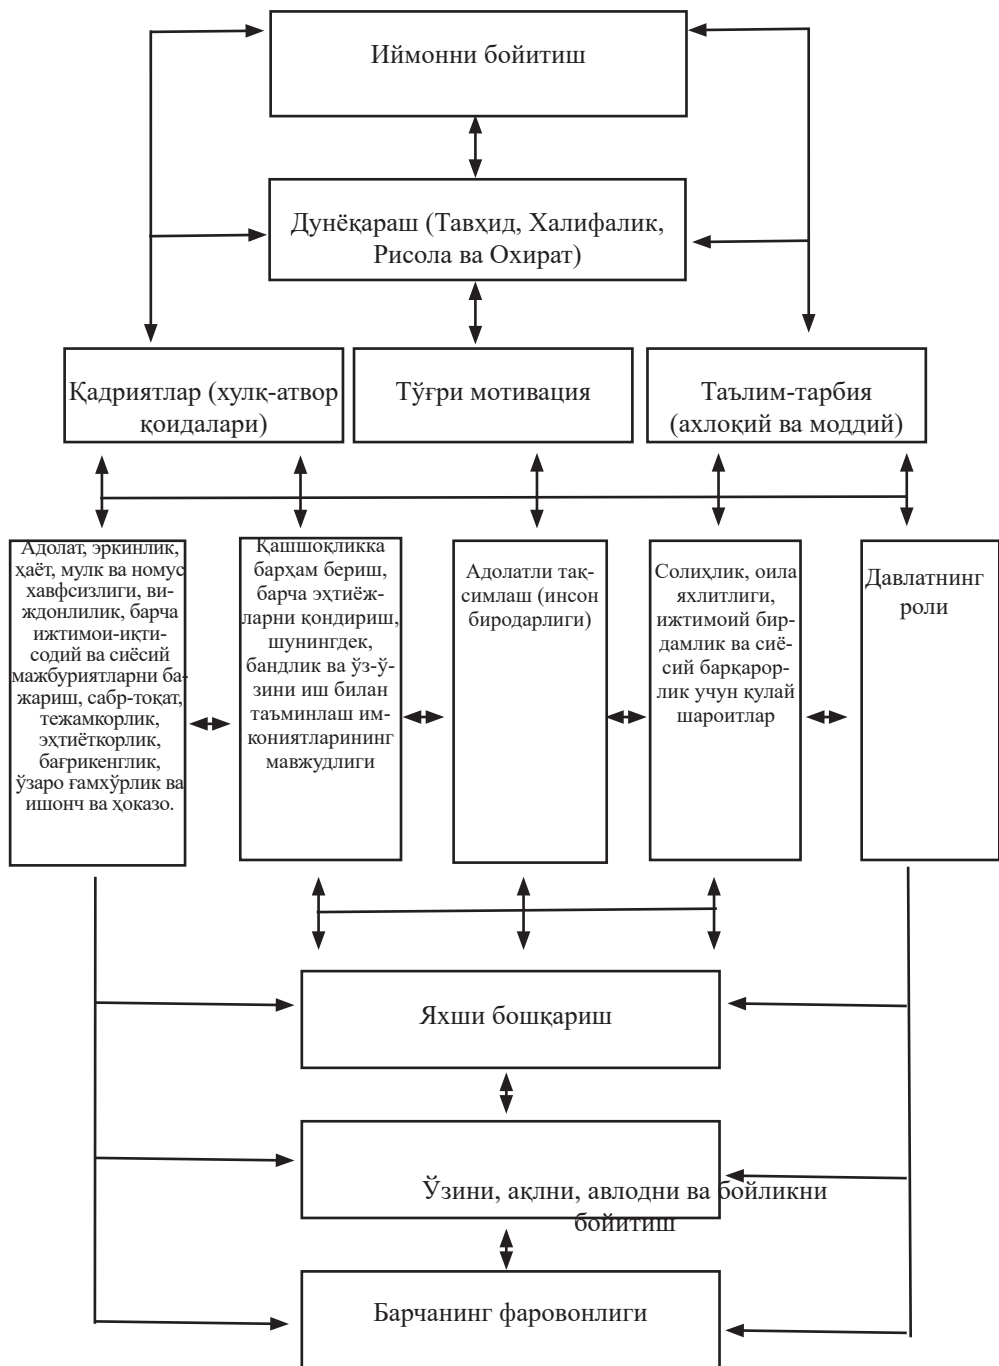 Иймонни бойитиш
Дунёқараш (Тавҳид, Халифалик,
Рисола ва Охират)
Қадриятлар (хулқ-атвор
қоидалари)
Тўғри мотивация
Таълим-тарбия
(ахлоқий ва моддий)
Адолат, эркинлик,
ҳаёт, мулк ва номус
хавфсизлиги, ви-
ждонлилик, барча
ижтимои-иқти-
содий ва сиёсий
мажбуриятларни ба-
жариш, сабр-тоқат,
тежамкорлик,
эҳтиёткорлик,
бағрикенглик,
ўзаро ғамхўрлик ва
ишонч ва ҳоказо.
Қашшоқликка
барҳам бериш,
барча эҳтиёж-
ларни қондириш,
шунингдек,
бандлик ва ўз-ў-
зини иш билан
таъминлаш им-
кониятларининг
мавжудлиги
Адолатли тақ-
симлаш (инсон
биродарлиги)
Солиҳлик, оила
яхлитлиги,
ижтимоий бир-
дамлик ва сиё-
сий барқарор-
лик учун қулай
шароитлар
Давлатнинг
роли
Яхши бошқариш
Ўзини, ақлни, авлодни ва бойликни
бойитиш
Барчанинг фаровонлиги